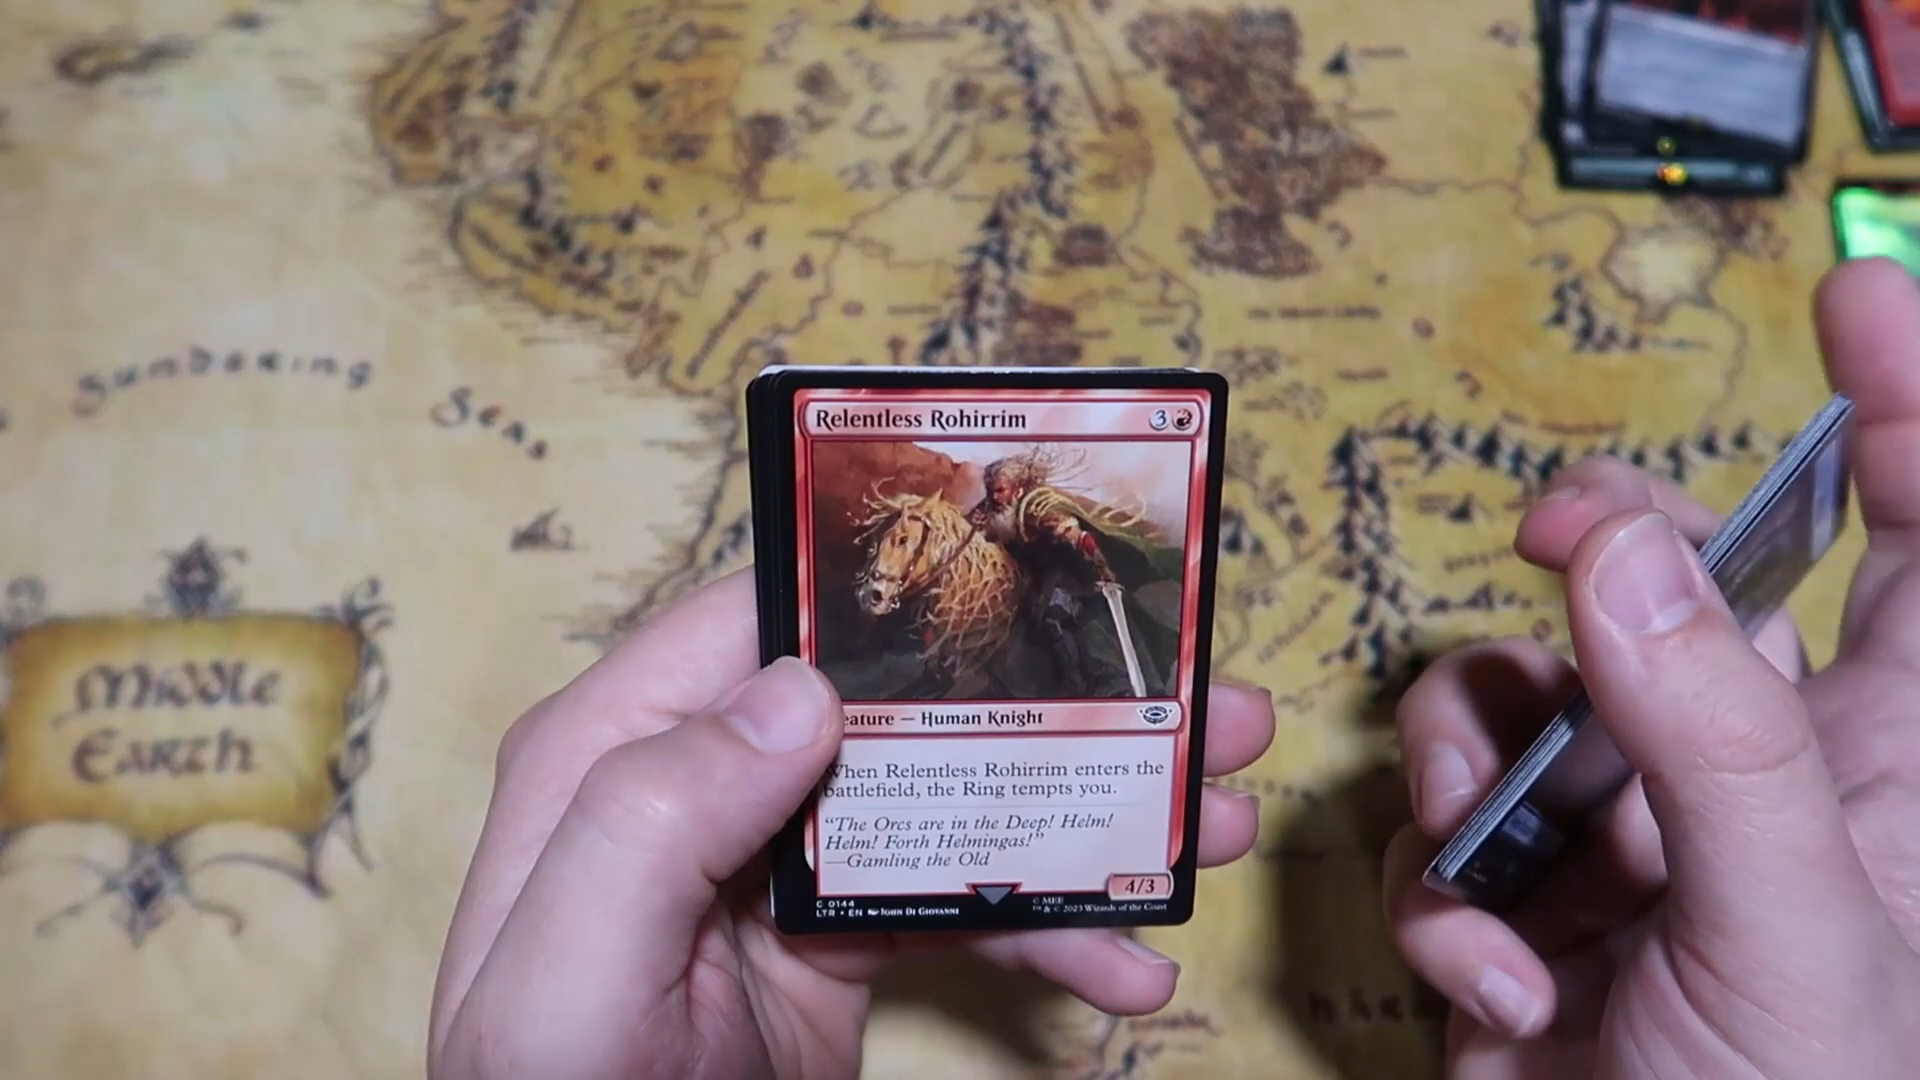 Sundering
Seas
Middle
Earth
Relentless Rohirrim 3
eature — Human Knight
When Relentless Rohirrim enters the
battlefield, the Ring tempts you.
“The Orcs are in the Deep! Helm!
Helm! Forth Helmingas!”
—Gamling the Old
4/3
C 0144
LTR • EN John Di Giovanni
© MEE
™ & © 2023 Wizards of the Coast